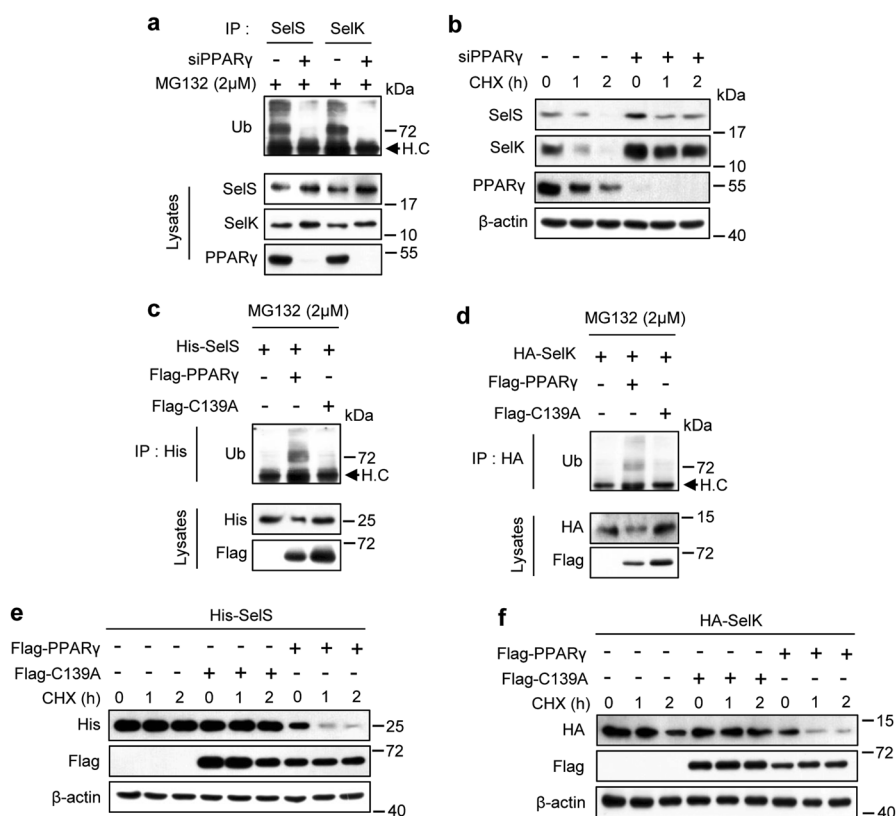 a
IP : SelS SelK
siPPARγ - + - +
MG132 (2μM) + + + +
kDa
Ub
72
H.C
Lysates
SelS
17
SelK
10
PPARγ
55
b
siPPARγ - - - + + +
CHX (h) 0 1 2 0 1 2
kDa
SelS
17
SelK
10
PPARγ
55
β-actin
40
c
MG132 (2μM)
His-SelS + + +
Flag-PPARγ - + -
Flag-C139A - - +
kDa
IP : His
Ub
72
H.C
Lysates
His
25
72
Flag
d
MG132 (2μM)
HA-SelK + + +
Flag-PPARγ - + -
Flag-C139A - - +
kDa
IP : HA
Ub
72
H.C
Lysates
15
HA
72
Flag
e
His-SelS
Flag-PPARγ - - - - - - + + +
Flag-C139A - - - + + + - - -
CHX (h) 0 1 2 0 1 2 0 1 2
His
25
72
Flag
β-actin
40
f
HA-SelK
Flag-PPARγ - - - - - - + + +
Flag-C139A - - - + + + - - -
CHX (h) 0 1 2 0 1 2 0 1 2
15
HA
72
Flag
β-actin
40